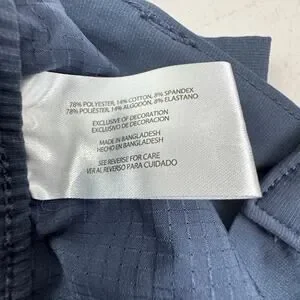 78% POLYESTER, 14% COTTON, 8% SPANDEX
78% POLIÉSTER, 14% ALGODÓN, 8% ELASTANO
EXCLUSIVE OF DECORATION
EXCLUSIVO DE DECORACION
MADE IN BANGLADESH
HECHO EN BANGLADESH
SEE REVERSE FOR CARE
VER AL REVERSO PARA CUIDADO